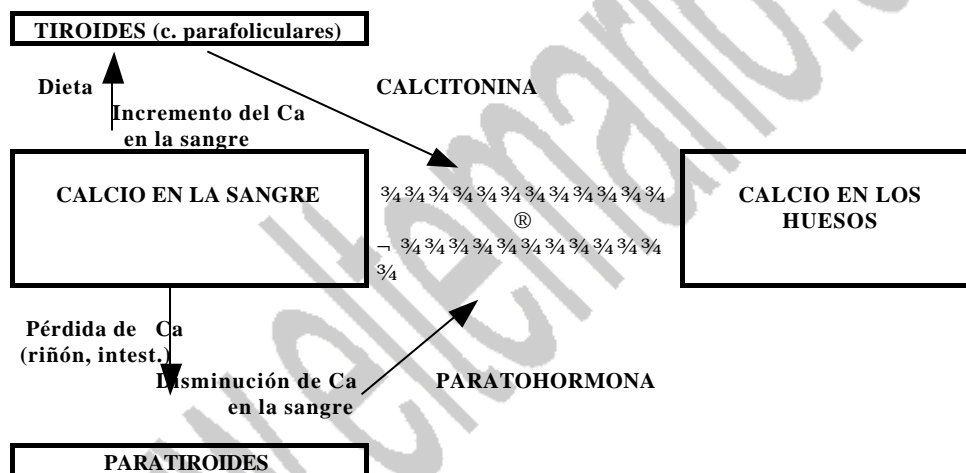 TIROIDES (c. parafoliculares)
Dieta
CALCITONINA
Incremento del Ca
en la sangre
CALCIO EN LA SANGRE
¾¾¾¾¾¾¾¾¾¾¾¾
®
¬ ¾¾¾¾¾¾¾¾¾¾¾
¾
CALCIO EN LOS
HUESOS
Pérdida de Ca
(riñón, intest.)
Disminución de Ca
en la sangre
PARATOHORMONA
PARATIROIDES